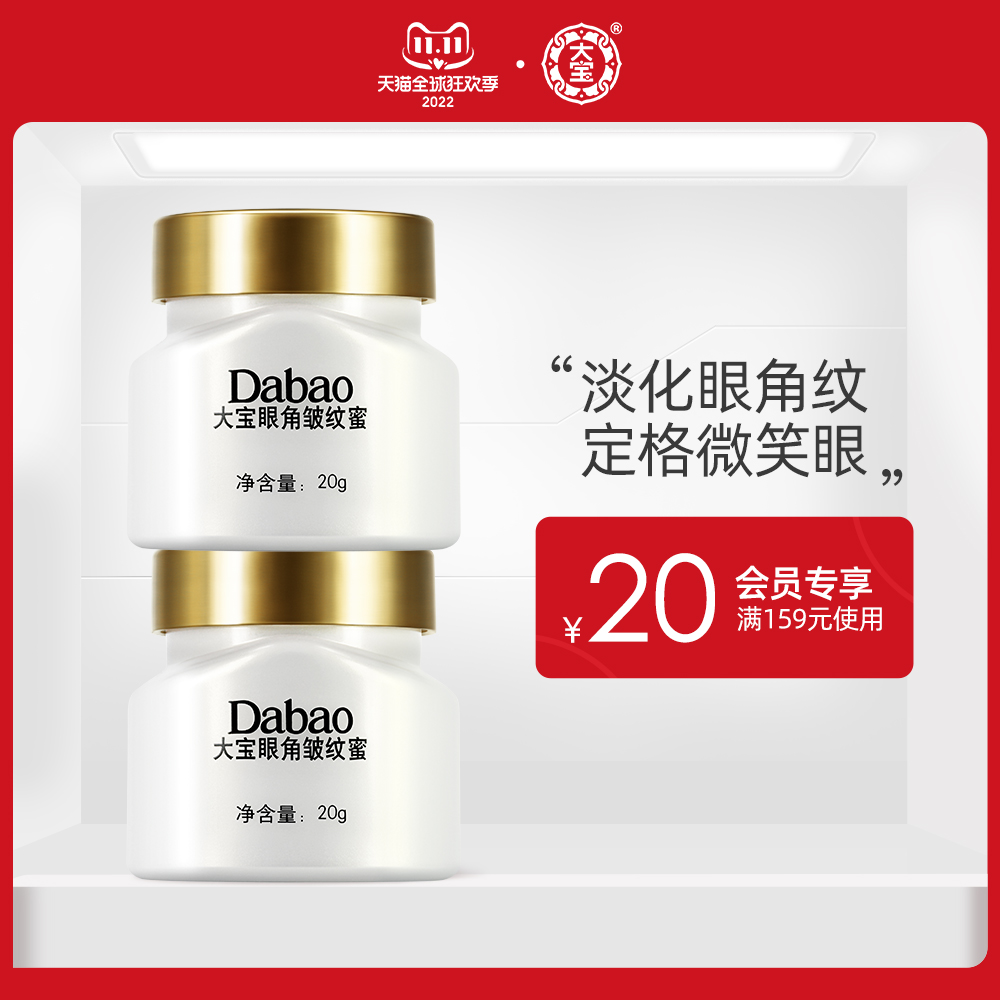 11.11
天猫全球狂欢季
2022
大宝®
“淡化眼角纹
定格微笑眼”
¥20
会员专享
满159元使用
Dabao
大宝眼角皱纹蜜
净含量：20g
Dabao
大宝眼角皱纹蜜
净含量：20g